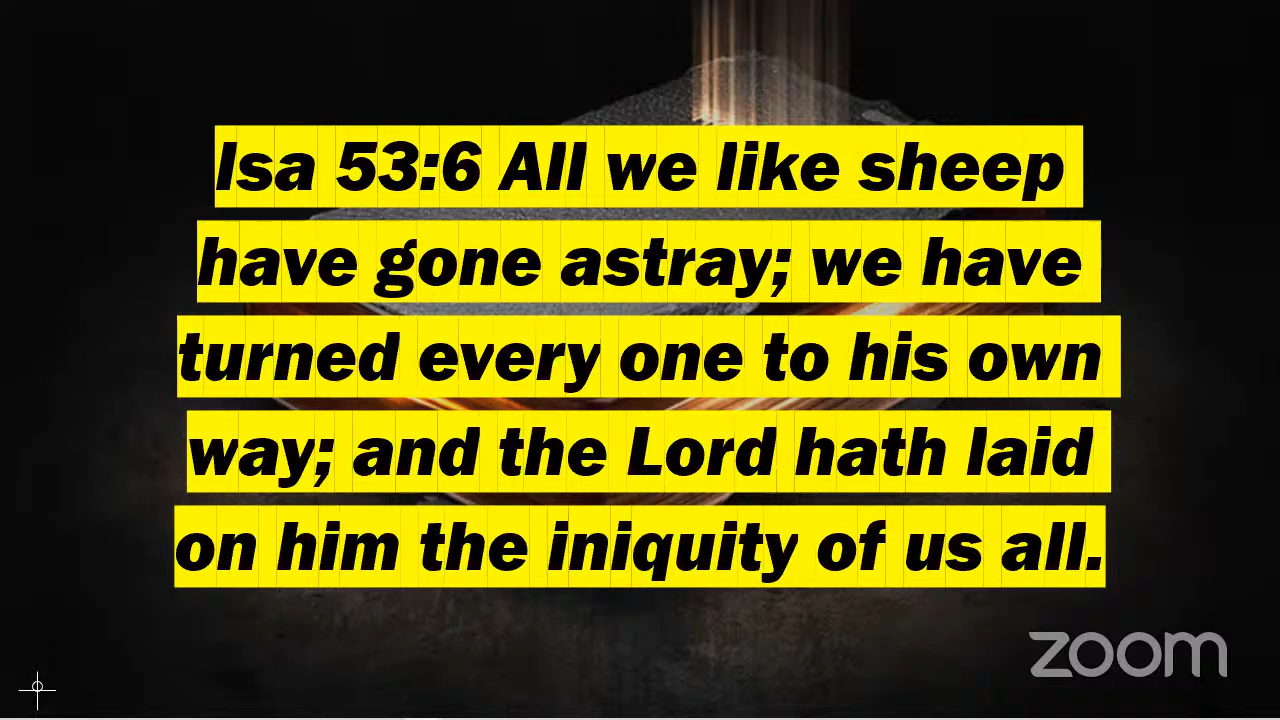 Isa 53:6 All we like sheep
have gone astray; we have
turned every one to his own
way; and the Lord hath laid
on him the iniquity of us all.
zoom